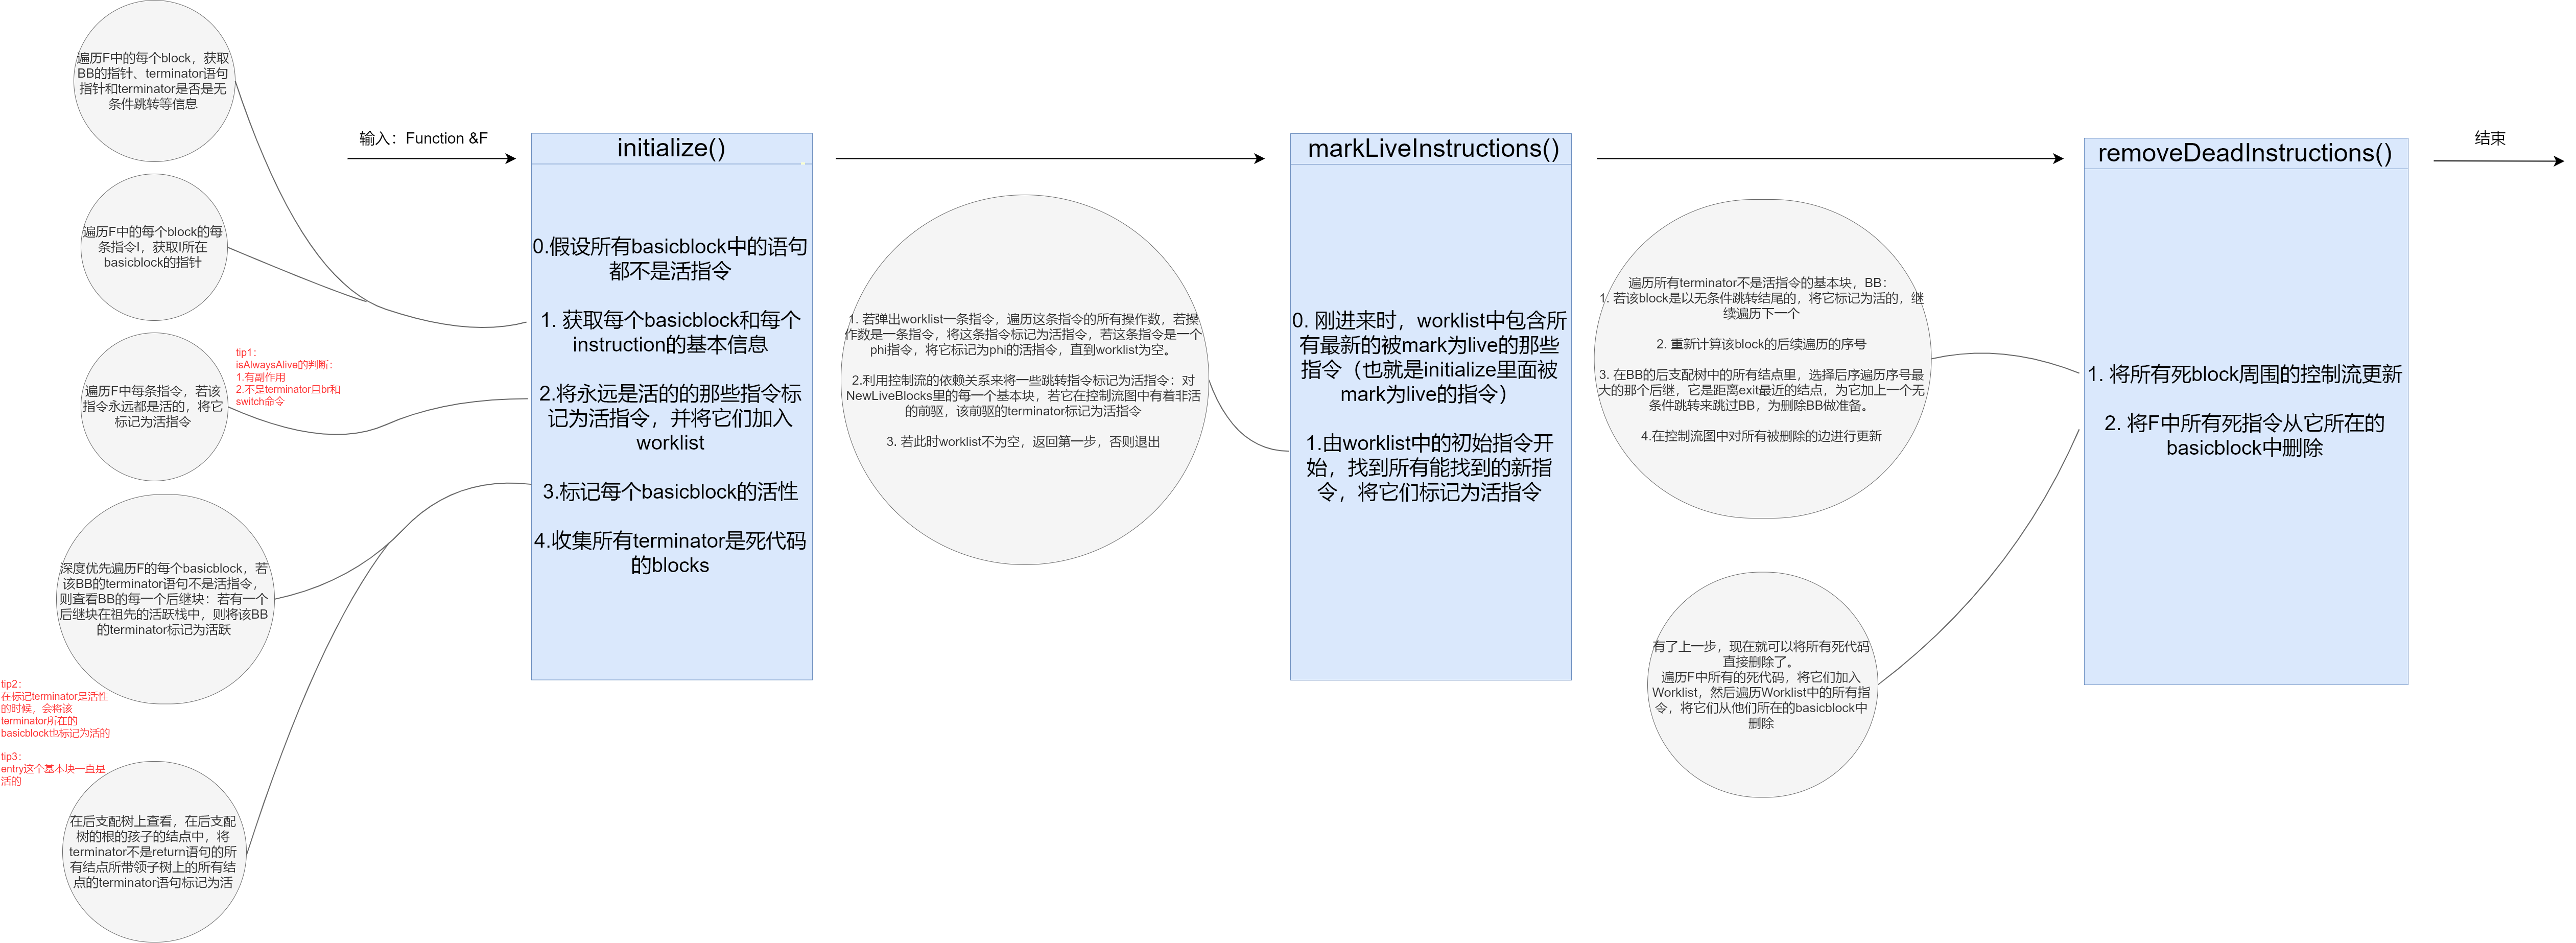 遍历F中的每个block，获取
BB的指针、terminator语句
指针和terminator是否是无
条件跳转等信息
遍历F中的每个block的每
条指令I，获取I所在
basicblock的指针
遍历F中每条指令，若该
指令永远都是活的，将它
标记为活指令
tip1：
isAlwaysAlive的判断：
1.有副作用
2.不是terminator且br和
switch命令
深度优先遍历F的每个basicblock，若
该BB的terminator语句不是活指令，
则查看BB的每一个后继块：若有一个
后继块在祖先的活跃栈中，则将该BB
的terminator标记为活跃
tip2：
在标记terminator是活性
的时候，会将该
terminator所在的
basicblock也标记为活的
tip3：
entry这个基本块一直是
活的
在后支配树上查看，在后支配
树的根的孩子的结点中，将
terminator不是return语句的所
有结点所带领子树上的所有结
点的terminator语句标记为活
输入：Function &F
initialize()
0.假设所有basicblock中的语句
都不是活指令
1. 获取每个basicblock和每个
instruction的基本信息
2.将永远是活的的那些指令标
记为活指令，并将它们加入
worklist
3.标记每个basicblock的活性
4.收集所有terminator是死代码
的blocks
1. 若弹出worklist一条指令，遍历这条指令的所有操作数，若操
作数是一条指令，将这条指令标记为活指令，若这条指令是一个
phi指令，将它标记为phi的活指令，直到worklist为空。
2.利用控制流的依赖关系来将一些跳转指令标记为活指令：对
NewLiveBlocks里的每一个基本块，若它在控制流图中有着非活
的前驱，该前驱的terminator标记为活指令
3. 若此时worklist不为空，返回第一步，否则退出
markLiveInstructions()
0. 刚进来时，worklist中包含所
有最新的被mark为live的那些
指令（也就是initialize里面被
mark为live的指令）
1.由worklist中的初始指令开
始，找到所有能找到的新指
令，将它们标记为活指令
遍历所有terminator不是活指令的基本块，BB：
1. 若该block是以无条件跳转结尾的，将它标记为活的，继
续遍历下一个
2. 重新计算该block的后续遍历的序号
3. 在BB的后支配树中的所有结点里，选择后序遍历序号最
大的那个后继，它是距离exit最近的结点，为它加上一个无
条件跳转来跳过BB，为删除BB做准备。
4.在控制流图中对所有被删除的边进行更新
有了上一步，现在就可以将所有死代码
直接删除了。
遍历F中所有的死代码，将它们加入
Worklist，然后遍历Worklist中的所有指
令，将它们从他们所在的basicblock中
删除
removeDeadInstructions()
1. 将所有死block周围的控制流更新
2. 将F中所有死指令从它所在的
basicblock中删除
结束